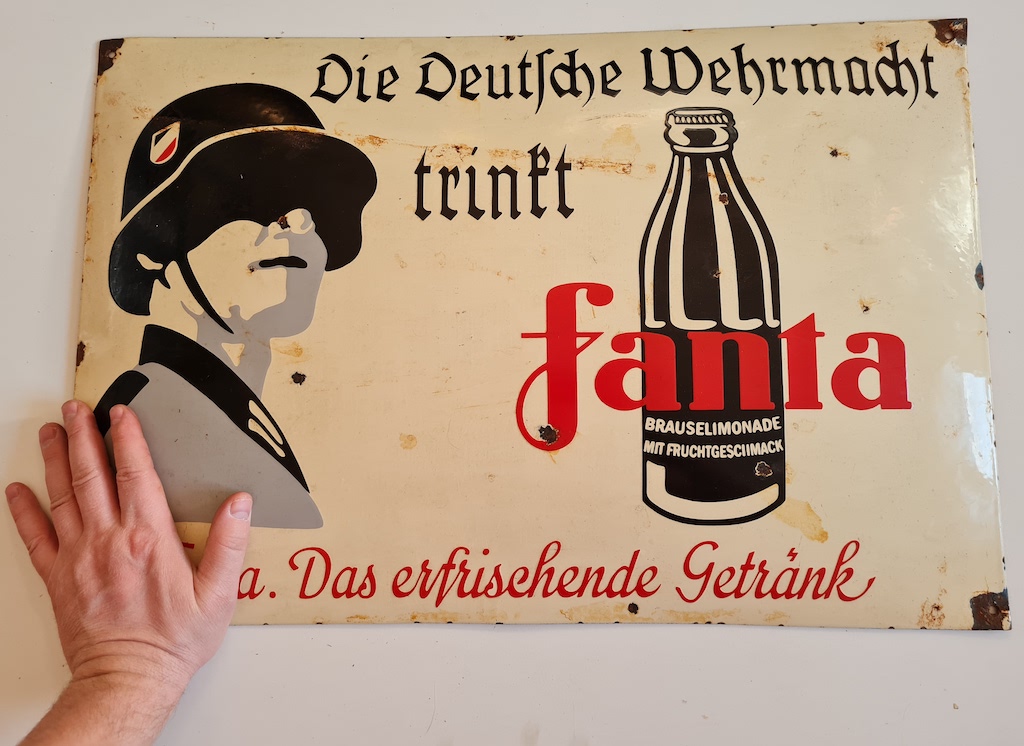 Die Deutſche Wehrmacht
trinkt
fanta
BRAUSELIMONADE
MIT FRUCHTGESCHMACK
a. Das erfrischende Getränk